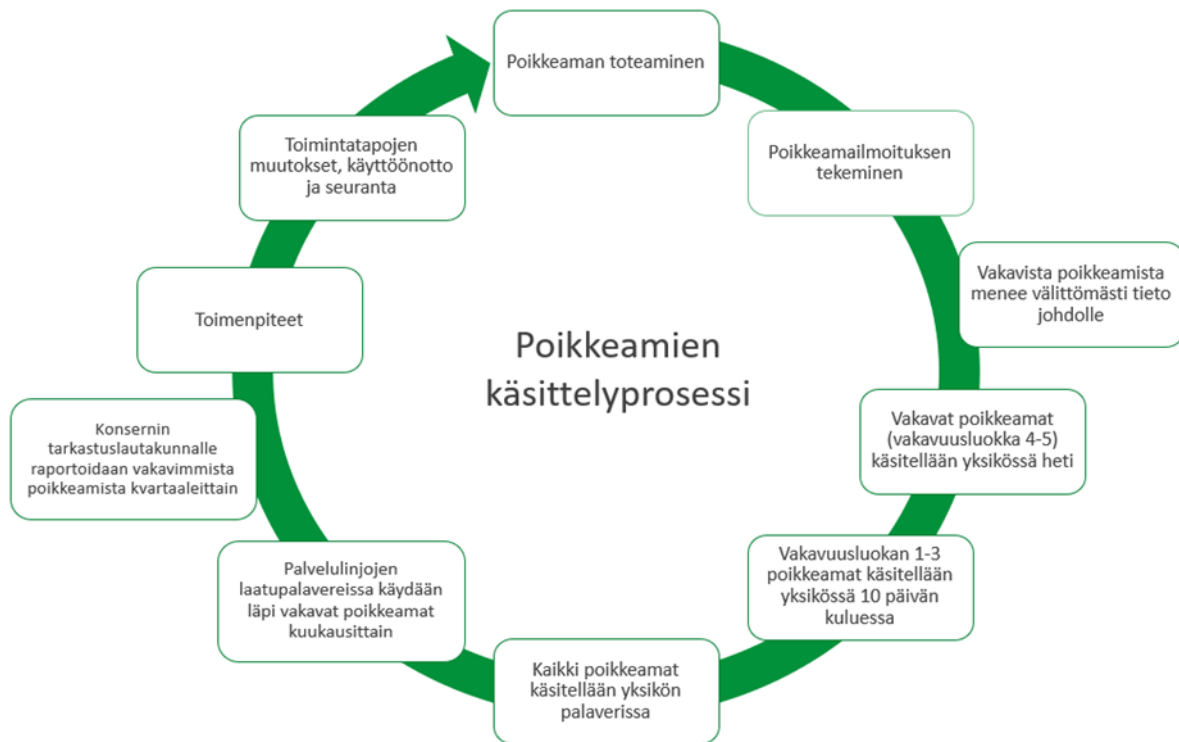 Poikkeamien
käsittelyprosessi
Poikkeaman toteaminen
Poikkeamailmoituksen
tekeminen
Vakavista poikkeamista
menee välittömästi tieto
johdolle
Vakavat poikkeamat
(vakavuusluokka 4-5)
käsitellään yksikössä heti
Vakavuusluokan 1-3
poikkeamat käsitellään
yksikössä 10 päivän
kuluessa
Kaikki poikkeamat
käsitellään yksikön
palaverissa
Palvelulinjojen
laatupalavereissa käydään
läpi vakavat poikkeamat
kuukausittain
Konsernin
tarkastuslautakunnalle
raportoidaan vakavimmista
poikkeamista kvartaaleittain
Toimenpiteet
Toimintatapojen
muutokset, käyttöönotto
ja seuranta